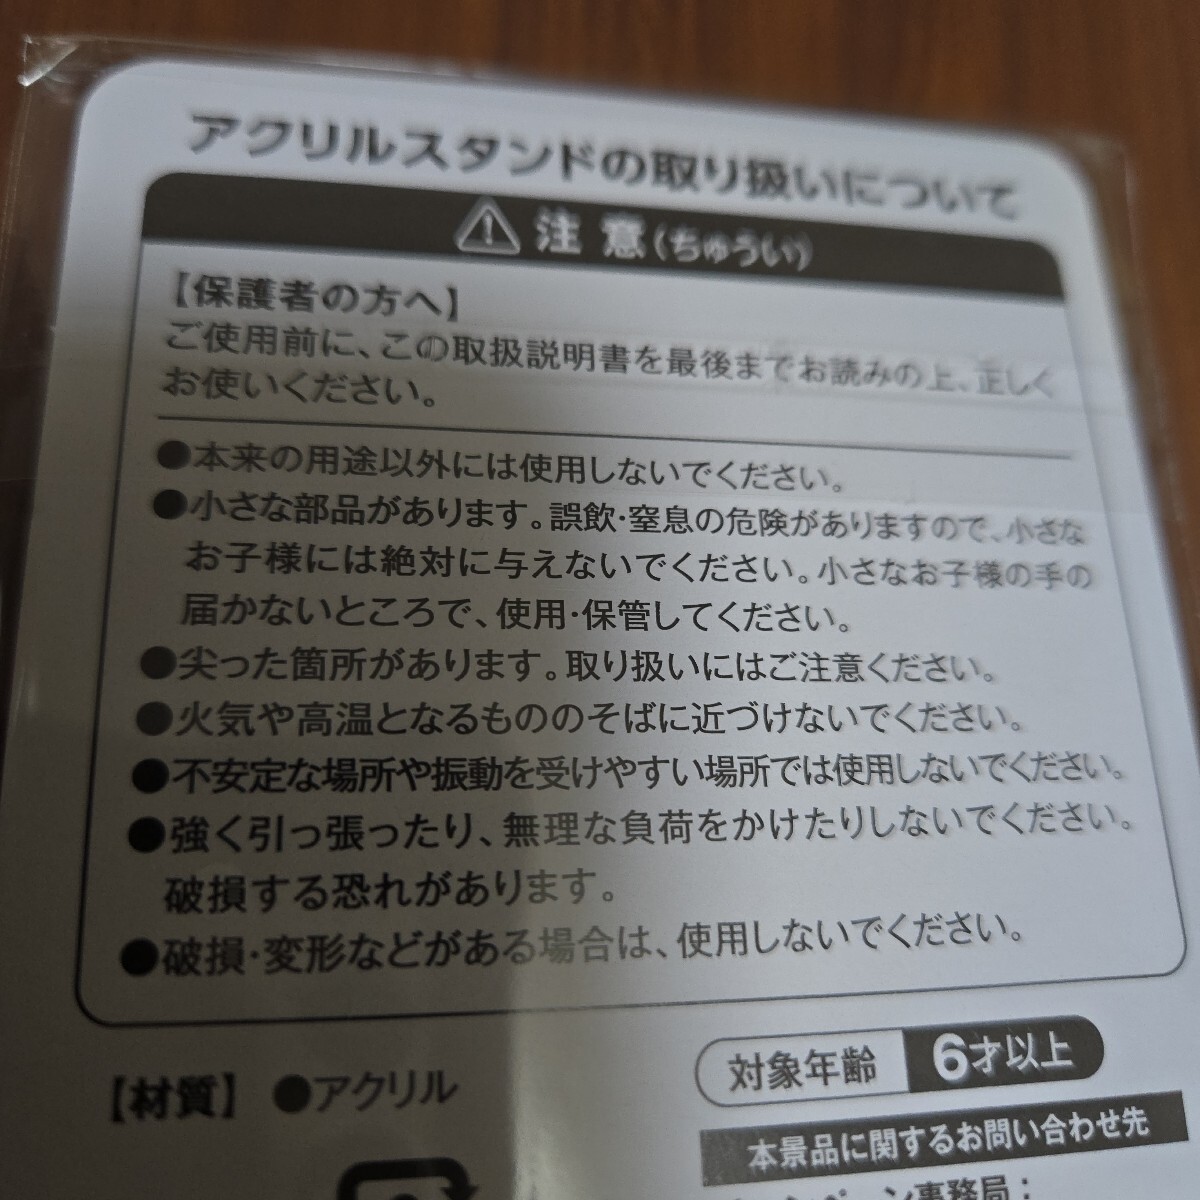 アクリルスタンドの取り扱いについて
注意(ちゅうい)
【保護者の方へ】
ご使用前に、この取扱説明書を最後までお読みの上、正しく
お使いください。
●本来の用途以外には使用しないでください。
●小さな部品があります。誤飲・窒息の危険がありますので、小さな
お子様には絶対に与えないでください。小さなお子様の手の
届かないところで、使用・保管してください。
●尖った箇所があります。取り扱いにはご注意ください。
●火気や高温となるもののそばに近づけないでください。
●不安定な場所や振動を受けやすい場所では使用しないでください。
●強く引っ張ったり、無理な負荷をかけたりしないでください。
破損する恐れがあります。
●破損・変形などがある場合は、使用しないでください。
【材質】 ●アクリル
対象年齢 6才以上
本景品に関するお問い合わせ先
事務局：